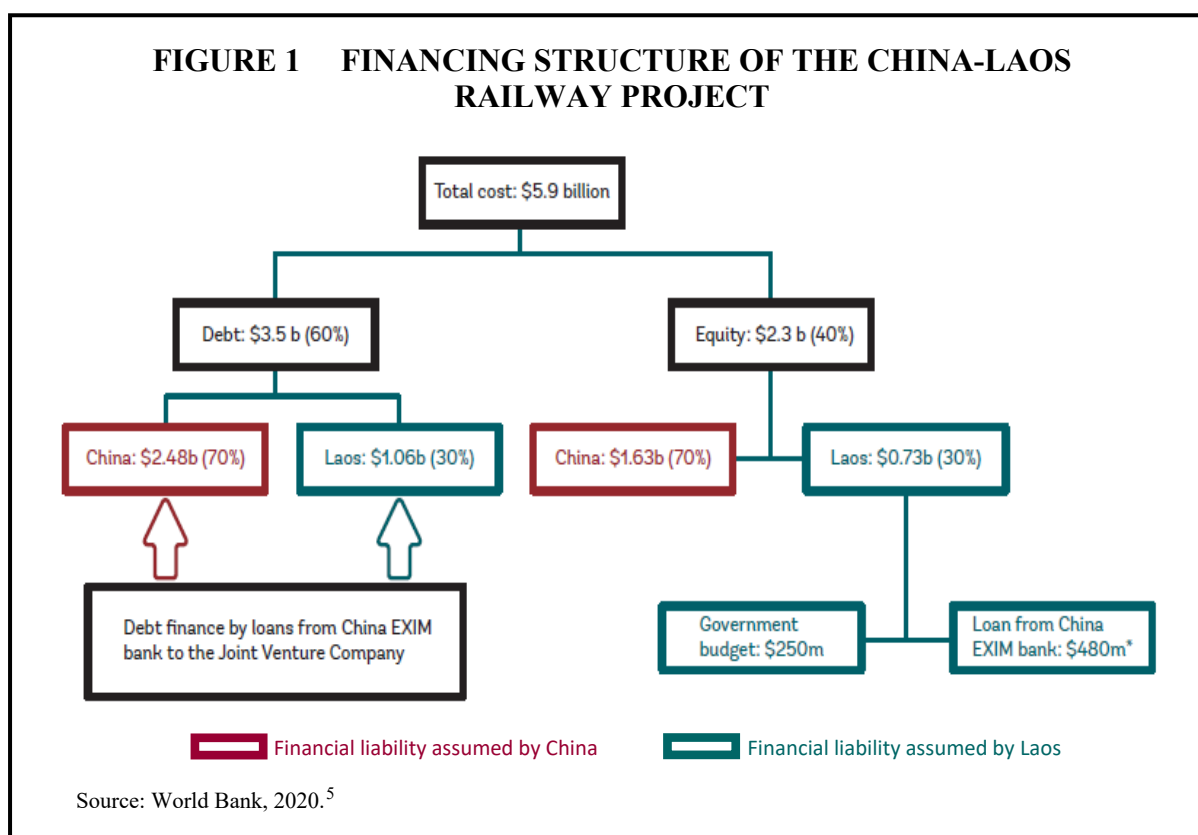 FIGURE 1 FINANCING STRUCTURE OF THE CHINA-LAOS
RAILWAY PROJECT
Total cost: $5.9 billion
Debt: $3.5 b (60%)
Equity: $2.3 b (40%)
China: $2.48b (70%)
Laos: $1.06b (30%)
China: $1.63b (70%)
Laos: $0.73b (30%)
Debt finance by loans from China EXIM
bank to the Joint Venture Company
Government
budget: $250m
Loan from China
EXIM bank: $480m*
Financial liability assumed by China
Financial liability assumed by Laos
Source: World Bank, 2020.5